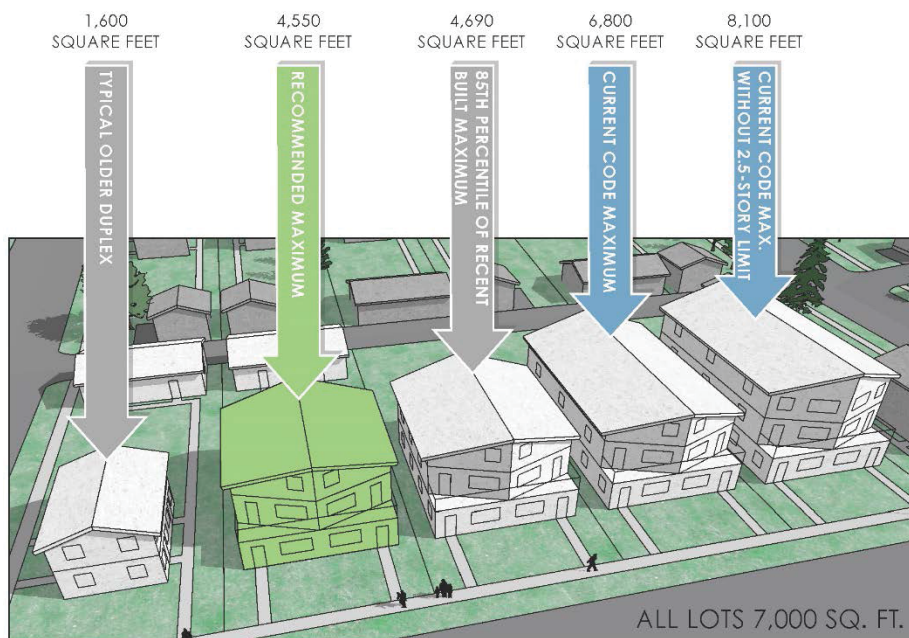 1,600
SQUARE FEET
4,550
SQUARE FEET
4,690
SQUARE FEET
6,800
SQUARE FEET
8,100
SQUARE FEET
TYPICAL OLDER DUPLEX
RECOMMENDED MAXIMUM
85TH PERCENTILE OF RECENT
BUILT MAXIMUM
CURRENT CODE MAXIMUM
CURRENT CODE MAX.
WITHOUT 2.5-STORY LIMIT
ALL LOTS 7,000 SQ. FT.